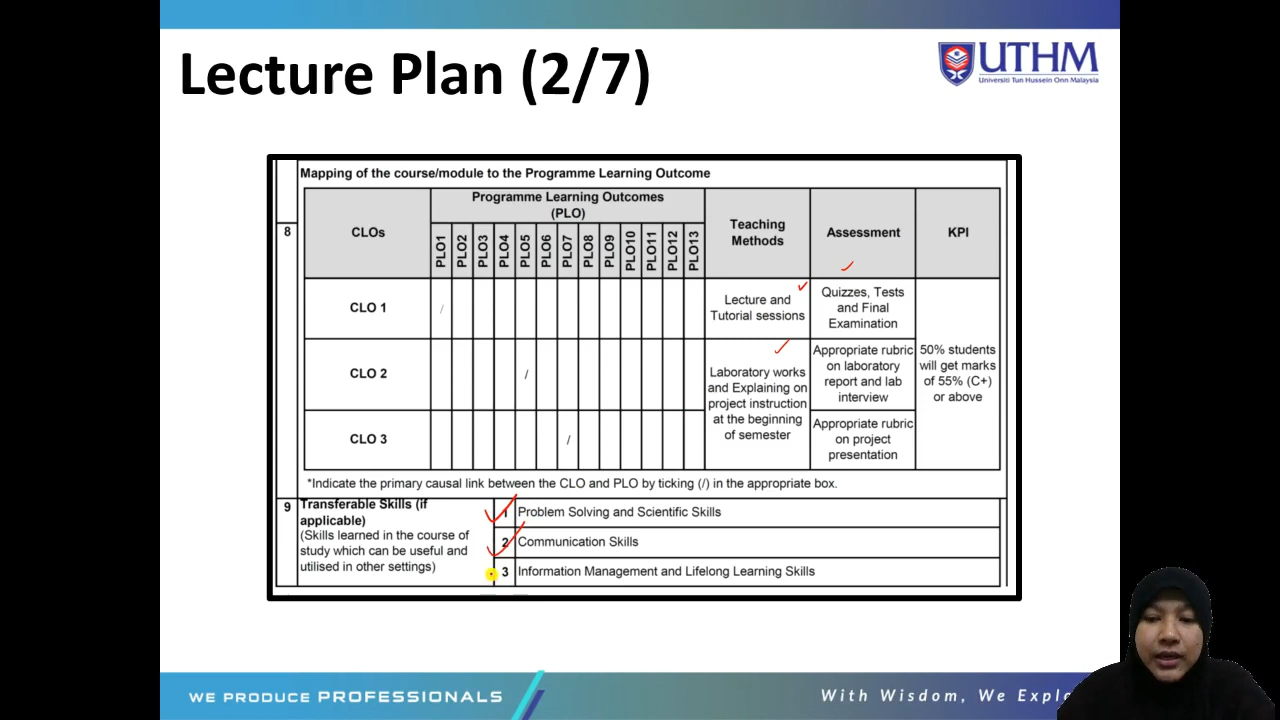 Lecture Plan (2/7)
UTHM
Universiti Tun Hussein Onn Malaysia
Mapping of the course/module to the Programme Learning Outcome
8
CLOs
Programme Learning Outcomes
(PLO)
PLO1
PLO2
PLO3
PLO4
PLO5
PLO6
PLO7
PLO8
PLO9
PLO10
PLO11
PLO12
PLO13
Teaching
Methods
Assessment
KPI
CLO 1
/
Lecture and
Tutorial sessions
Quizzes, Tests
and Final
Examination
CLO 2
/
Laboratory works
and Explaining on
project instruction
at the beginning
of semester
Appropriate rubric
on laboratory
report and lab
interview
50% students
will get marks
of 55% (C+)
or above
CLO 3
/
Appropriate rubric
on project
presentation
*Indicate the primary causal link between the CLO and PLO by ticking (/) in the appropriate box.
9
Transferable Skills (if
applicable)
(Skills learned in the course of
study which can be useful and
utilised in other settings)
1 Problem Solving and Scientific Skills
2 Communication Skills
3 Information Management and Lifelong Learning Skills
WE PRODUCE PROFESSIONALS
With Wisdom, We